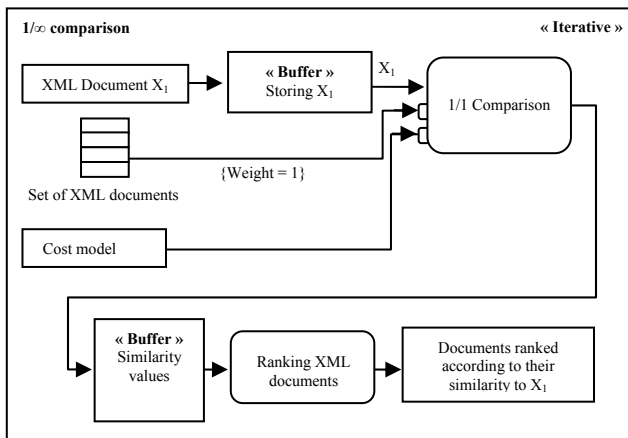 1/∞ comparison
« Iterative »
XML Document X₁
« Buffer »
Storing X₁
X₁
1/1 Comparison
{Weight = 1}
Set of XML documents
Cost model
« Buffer »
Similarity
values
Ranking XML
documents
Documents ranked
according to their
similarity to X₁